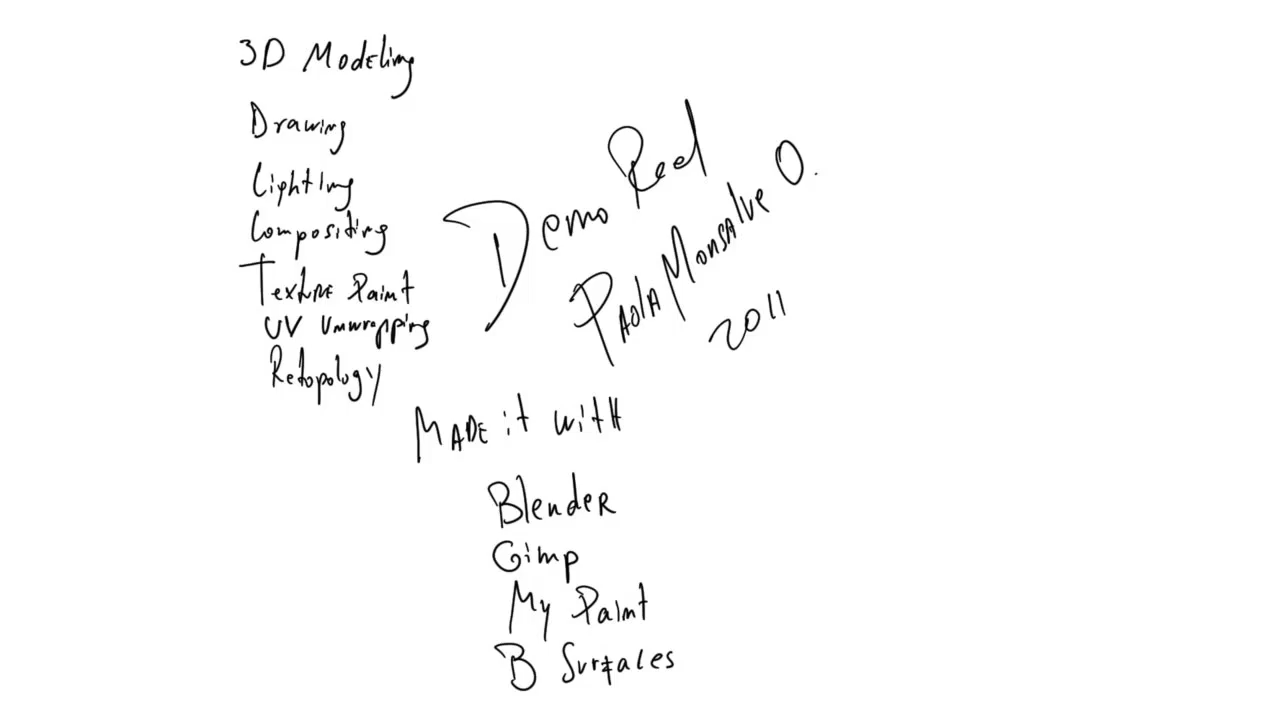 3D Modeling
Drawing
Lighting
Compositing
Texture Paint
UV Unwrapping
Retopology
Demo Reel
Paola Monsalve O.
2011
Made it with
Blender
Gimp
My Paint
B Surfaces